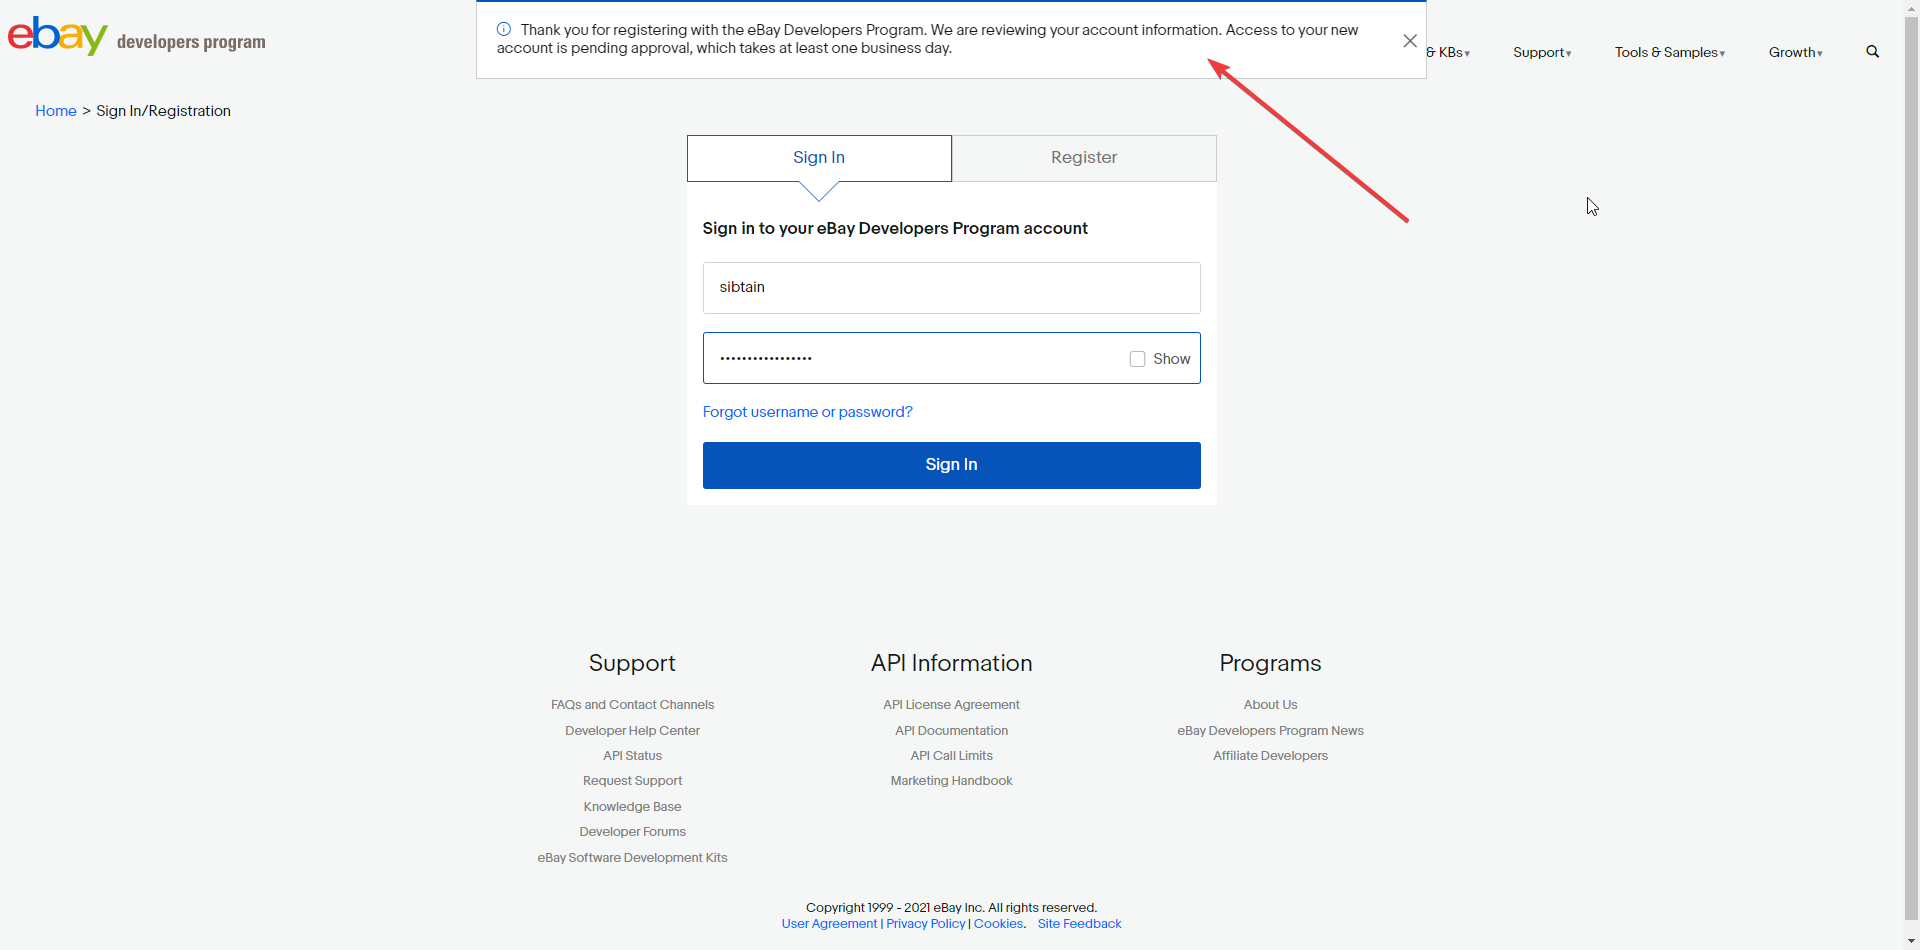 ebay developers program
Thank you for registering with the eBay Developers Program. We are reviewing your account information. Access to your new
account is pending approval, which takes at least one business day.
& KBs
Support
Tools & Samples
Growth
Home > Sign In/Registration
Sign In
Register
Sign in to your eBay Developers Program account
sibtain
Show
Forgot username or password?
Sign In
Support
API Information
Programs
FAQs and Contact Channels
API License Agreement
About Us
Developer Help Center
API Documentation
eBay Developers Program News
API Status
API Call Limits
Affiliate Developers
Request Support
Marketing Handbook
Knowledge Base
Developer Forums
eBay Software Development Kits
Copyright 1999 - 2021 eBay Inc. All rights reserved.
User Agreement | Privacy Policy | Cookies. Site Feedback